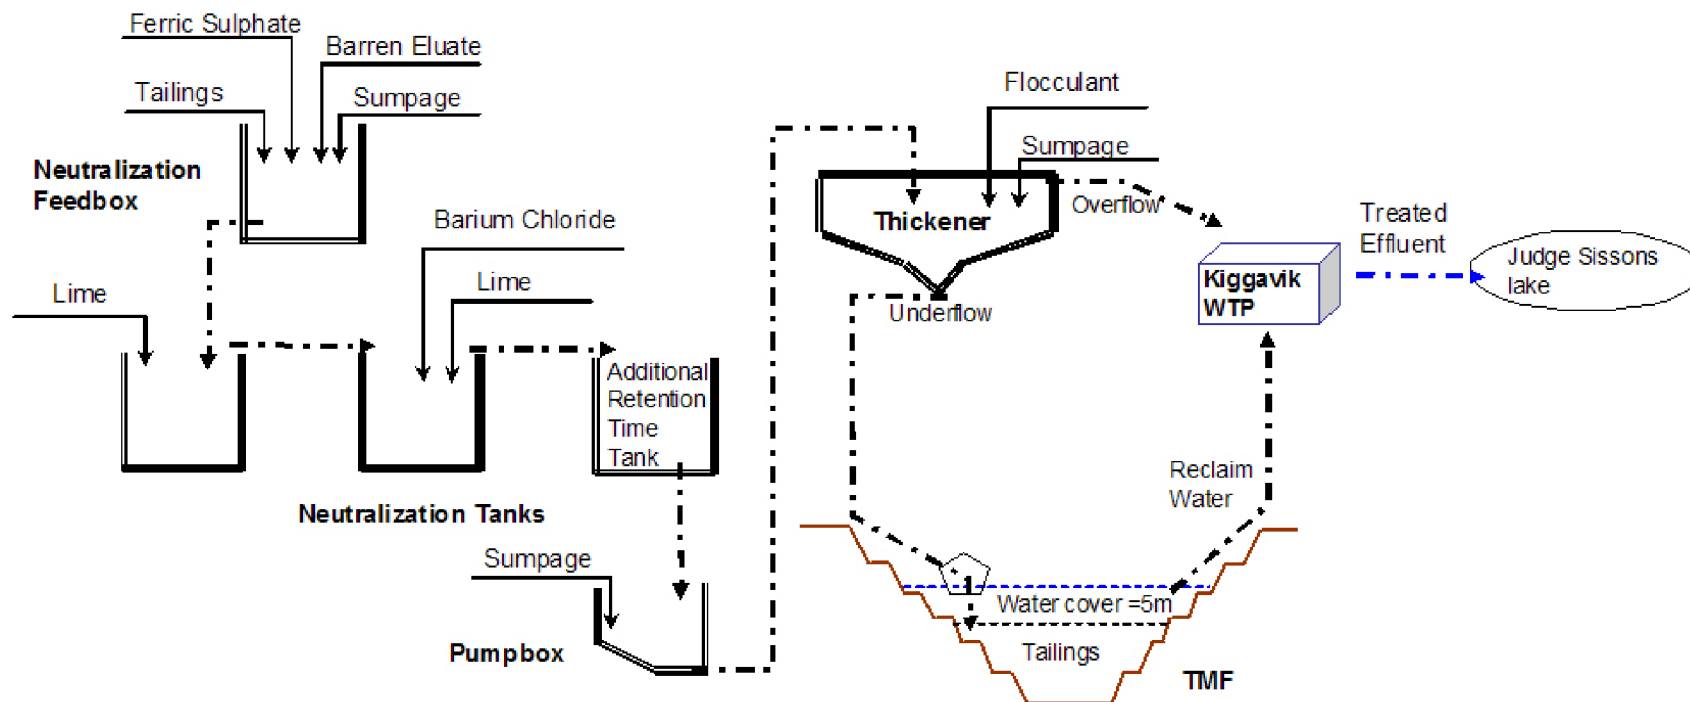 Ferric Sulphate
Barren Eluate
Tailings
Sumpage
Neutralization
Feedbox
Barium Chloride
Lime
Lime
Additional
Retention
Time
Tank
Neutralization Tanks
Sumpage
Pumpbox
Flocculant
Sumpage
Thickener
Overflow
Underflow
Treated
Effluent
Kiggavik
WTP
Judge Sissons
lake
Reclaim
Water
Water cover =5m
Tailings
TMF